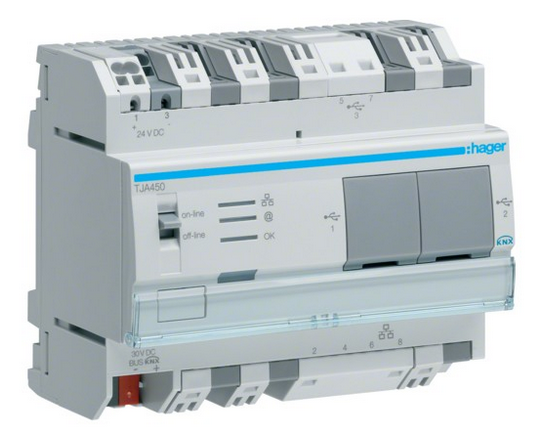 1 3
+ -
24 V DC
5 7
3
:hager
TJA450
on-line
off-line
@
OK
1
2
KNX
30V DC
BUS KNX
- +
2 4 6 8